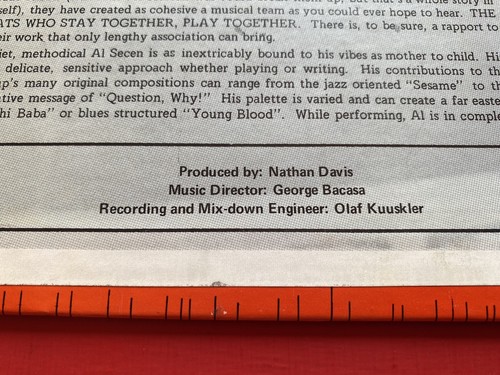 self), they have created as cohesive a musical team as you could ever hope to hear. THE
ATS WHO STAY TOGETHER, PLAY TOGETHER. There is, to be sure, a rapport to
eir work that only lengthy association can bring.
iet, methodical Al Secen is as inextricably bound to his vibes as mother to child. His
delicate, sensitive approach whether playing or writing. His contributions to the
up's many original compositions can range from the jazz oriented "Sesame" to th
tive message of "Question, Why!" His palette is varied and can create a far easte
hi Baba" or blues structured "Young Blood". While performing, Al is in comple
Produced by: Nathan Davis
Music Director: George Bacasa
Recording and Mix-down Engineer: Olaf Kuuskler